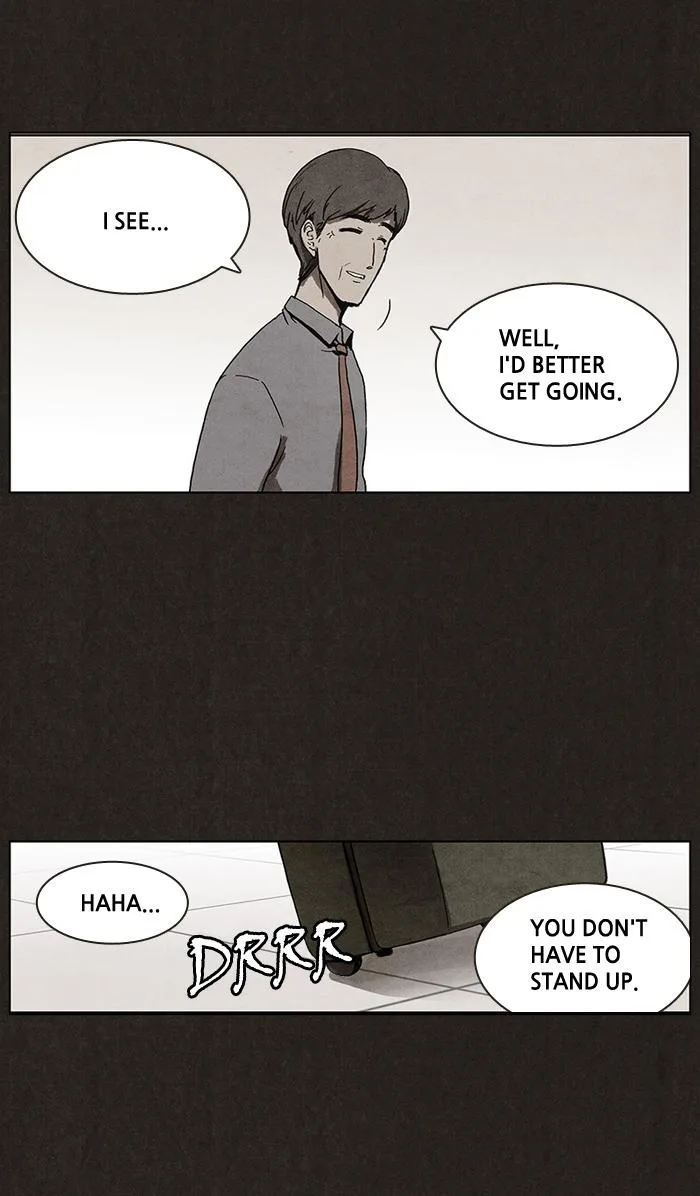 I SEE...
WELL,
I'D BETTER
GET GOING.
HAHA...
DRRR
YOU DON'T
HAVE TO
STAND UP.